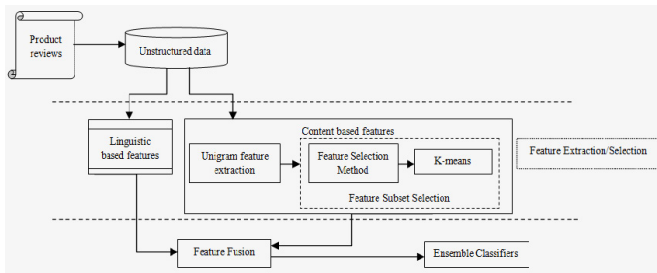 Product
reviews
Unstructured data
Linguistic
based features
Content based features
Unigram feature
extraction
Feature Selection
Method
K-means
Feature Subset Selection
Feature Extraction/Selection
Feature Fusion
Ensemble Classifiers